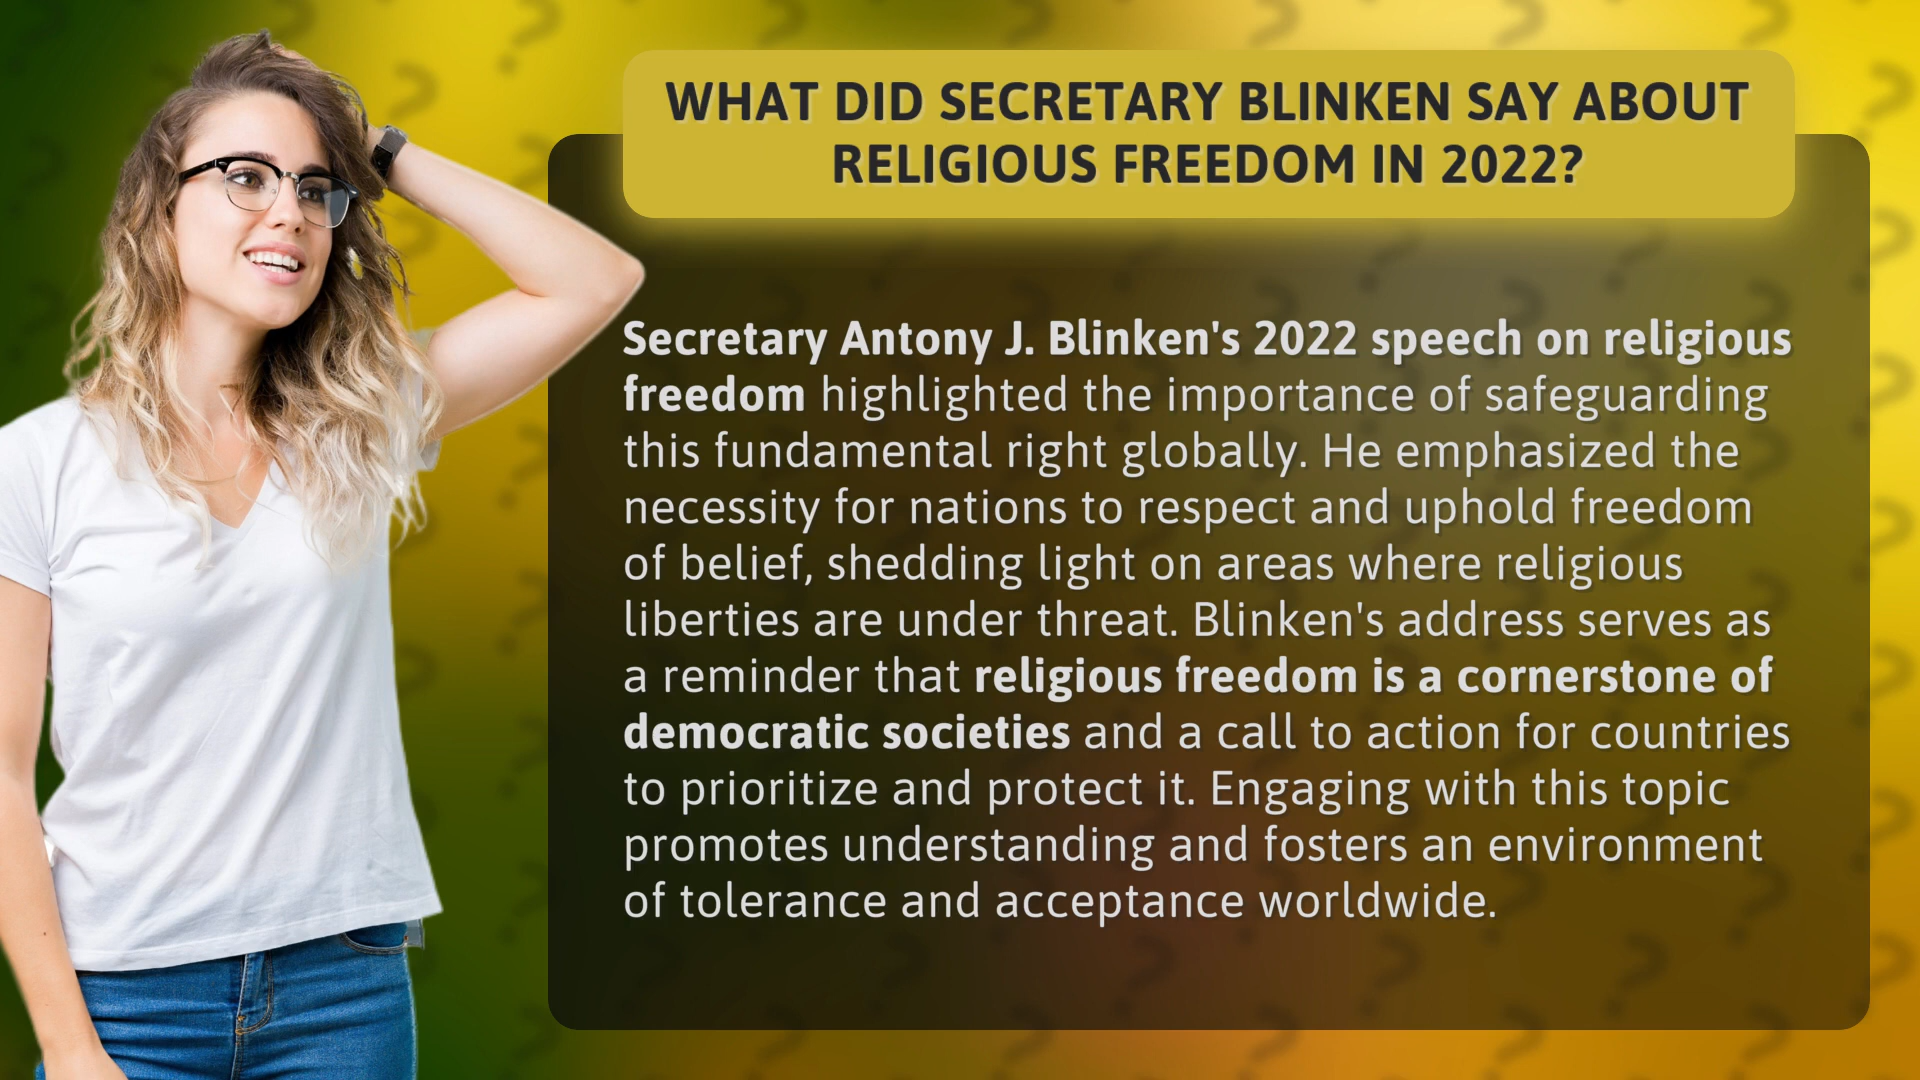 WHAT DID SECRETARY BLINKEN SAY ABOUT
RELIGIOUS FREEDOM IN 2022?
Secretary Antony J. Blinken's 2022 speech on religious
freedom highlighted the importance of safeguarding
this fundamental right globally. He emphasized the
necessity for nations to respect and uphold freedom
of belief, shedding light on areas where religious
liberties are under threat. Blinken's address serves as
a reminder that religious freedom is a cornerstone of
democratic societies and a call to action for countries
to prioritize and protect it. Engaging with this topic
promotes understanding and fosters an environment
of tolerance and acceptance worldwide.